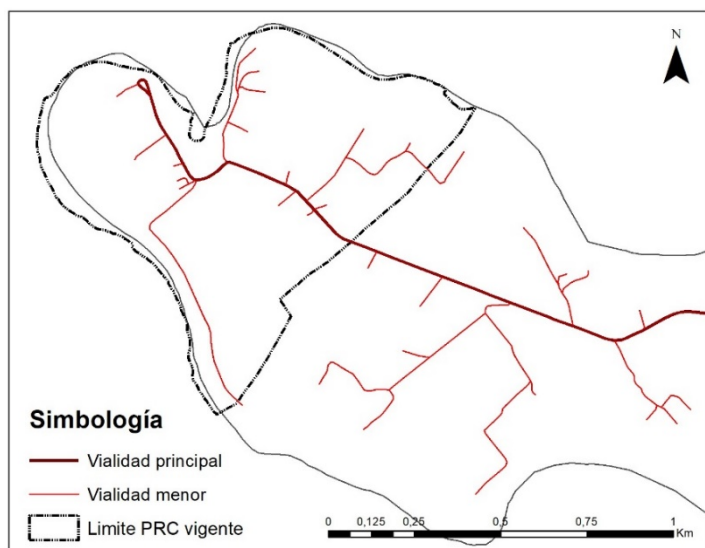 N
Simbología
Vialidad principal
Vialidad menor
Limite PRC vigente
0 0,125 0,25 0,5 0,75 1
Km